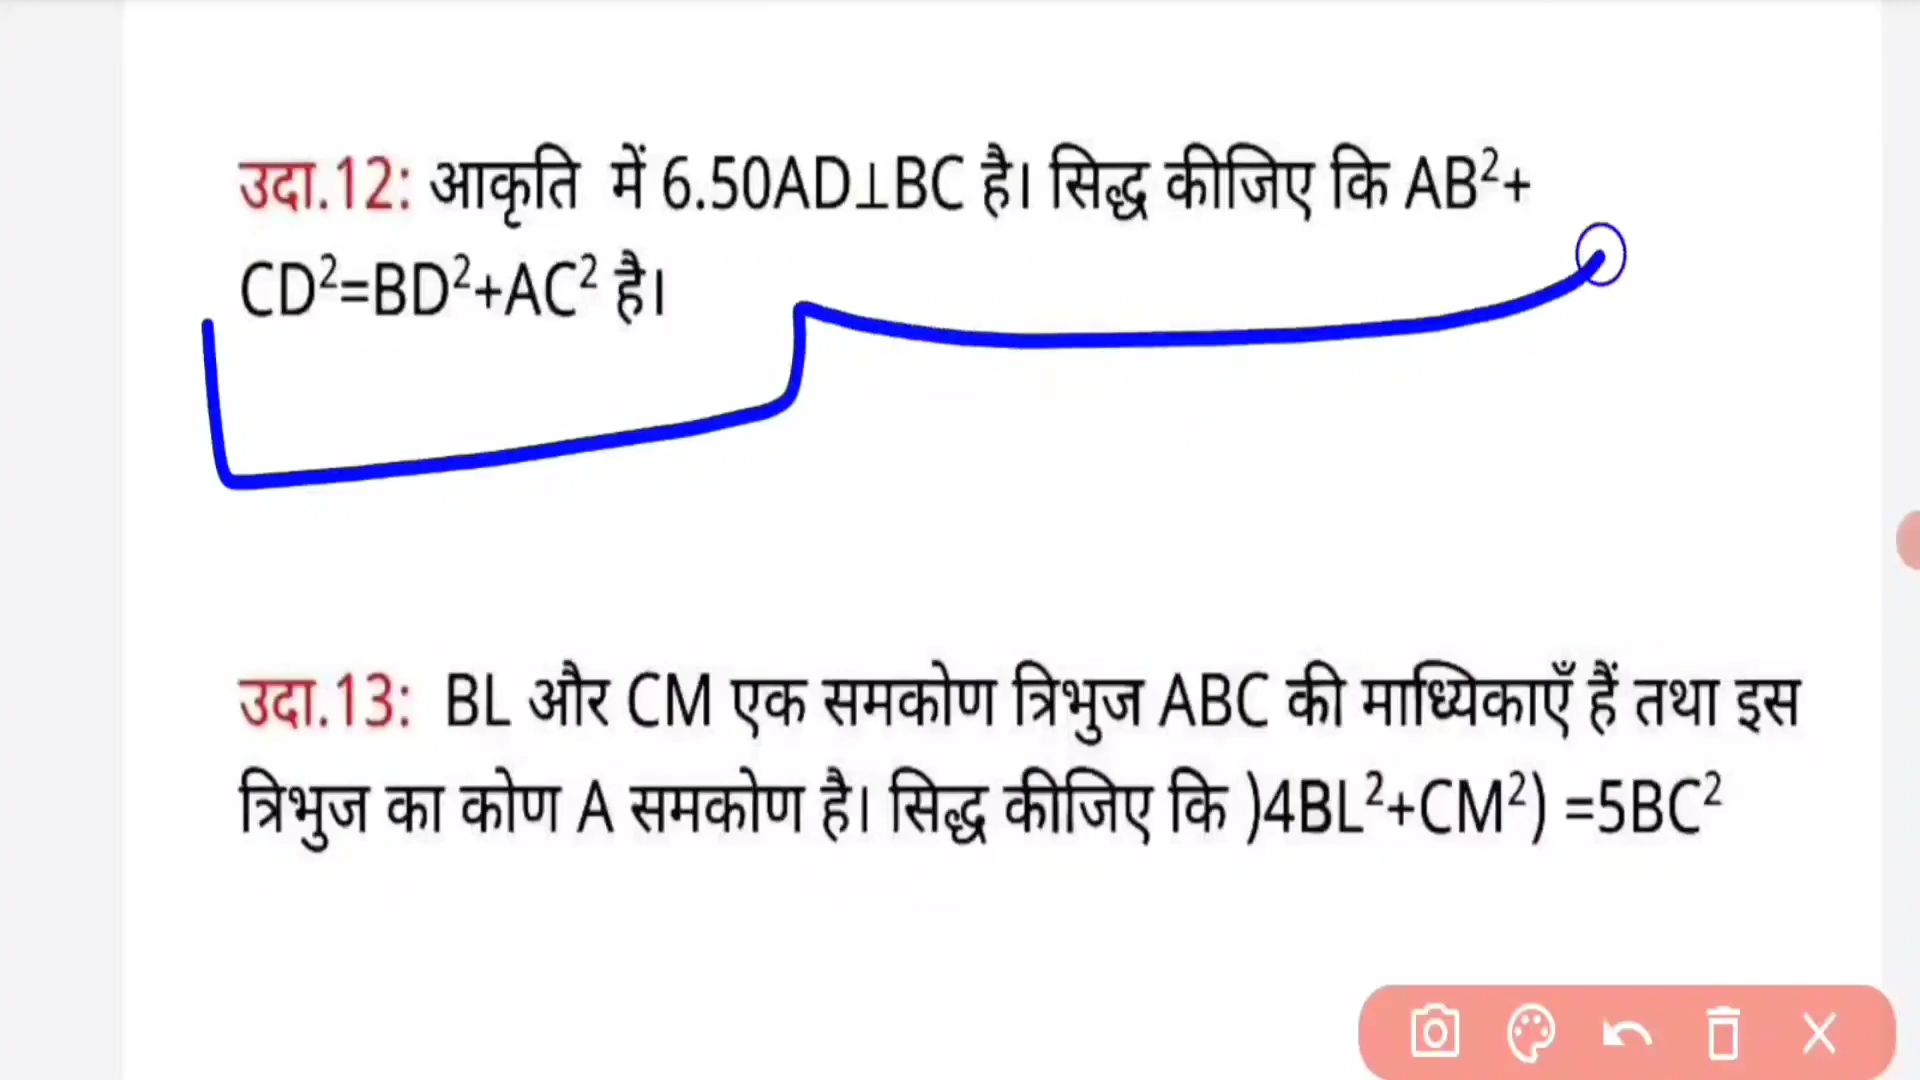 उदा.12: आकृति में 6.50AD⊥BC है। सिद्ध कीजिए कि AB²+
CD²=BD²+AC² है।
उदा.13: BL और CM एक समकोण त्रिभुज ABC की माध्यिकाएँ हैं तथा इस
त्रिभुज का कोण A समकोण है। सिद्ध कीजिए कि )4BL²+CM²) =5BC²